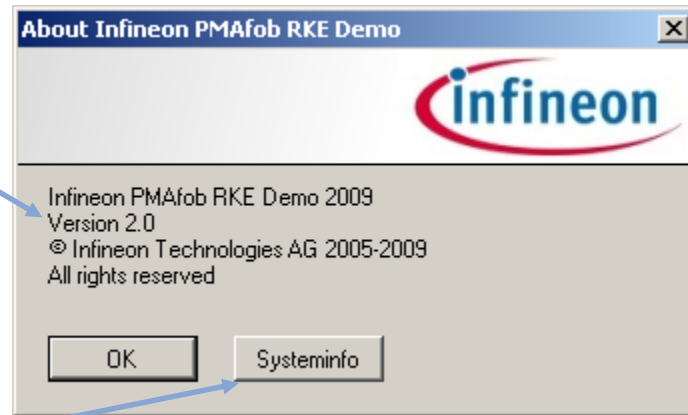 About Infineon PMAfob RKE Demo
infineon
Infineon PMAfob RKE Demo 2009
Version 2.0
© Infineon Technologies AG 2005-2009
All rights reserved
OK
Systeminfo